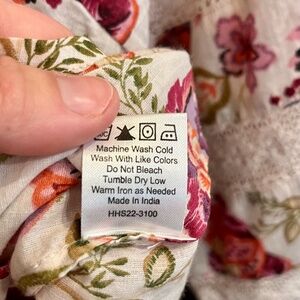 Machine Wash Cold
Wash With Like Colors
Do Not Bleach
Tumble Dry Low
Warm Iron as Needed
Made In India
HHS22-3100